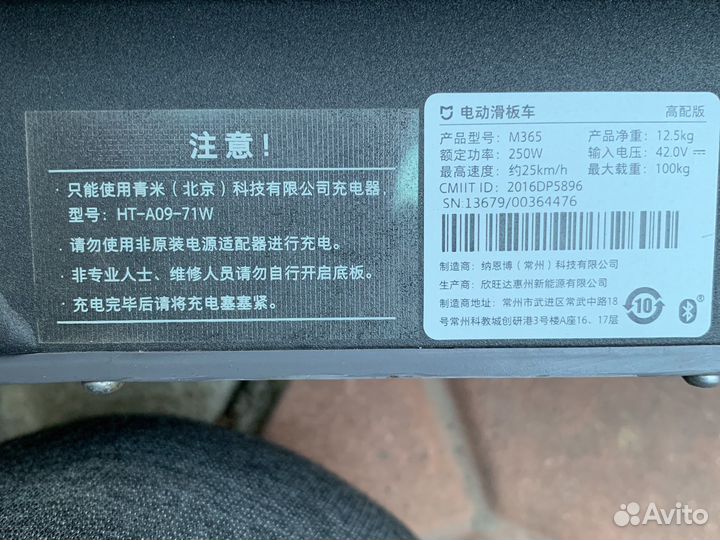 注意！
· 只能使用青米（北京）科技有限公司充电器，
型号：HT-A09-71W
· 请勿使用非原装电源适配器进行充电。
· 非专业人士、维修人员请勿自行开启底板。
· 充电完毕后请将充电塞塞紧。
电动滑板车 高配版
产品型号：M365 产品净重：12.5kg
额定功率：250W 输入电压：42.0V
最高速度：约25km/h 最大载重：100kg
CMIIT ID: 2016DP5896
SN:13679/00364476
制造商：纳恩博（常州）科技有限公司
生产商：欣旺达惠州新能源有限公司
制造商地址：常州市武进区常武中路18
号常州科教城创研港3号楼A座16、17层
10
Avito